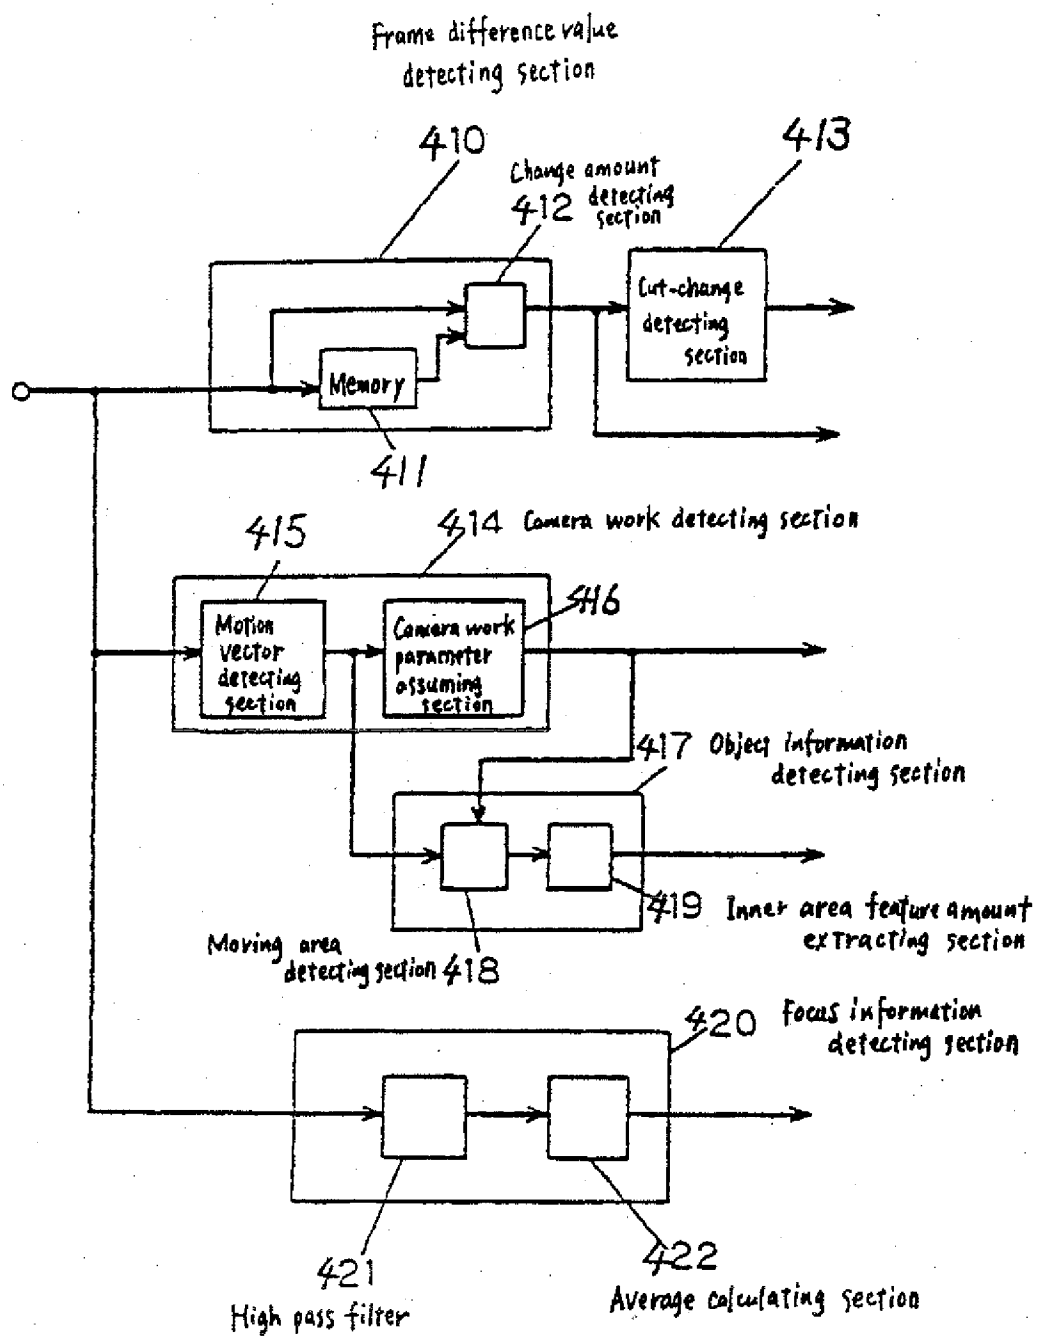 Frame difference value
detecting section
410
413
Change amount
412 detecting
section
Cut-change
detecting
section
Memory
411
415
414 Camera work detecting section
416
Motion
vector
detecting
section
Camera work
parameter
assuming
section
417 Object information
detecting section
419 Inner area feature amount
extracting section
Moving area
detecting section 418
420 Focus information
detecting section
421
High pass filter
422
Average calculating section